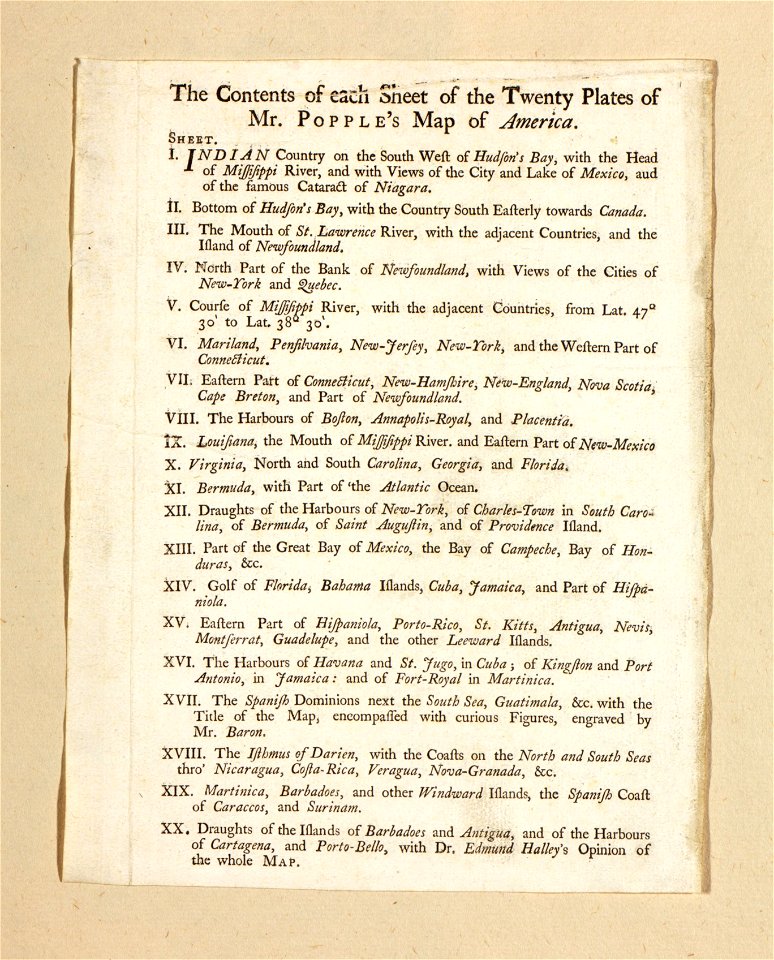 The Contents of each Sheet of the Twenty Plates of
Mr. POPPLE's Map of America.
SHEET.
I. INDIAN Country on the South Weſt of Hudſon's Bay, with the Head
of Miſſiſippi River, and with Views of the City and Lake of Mexico, aud
of the famous Cataract of Niagara.
II. Bottom of Hudſon's Bay, with the Country South Eaſterly towards Canada.
III. The Mouth of St. Lawrence River, with the adjacent Countries, and the
Iſland of Newfoundland.
IV. North Part of the Bank of Newfoundland, with Views of the Cities of
New-York and Quebec.
V. Courſe of Miſſiſippi River, with the adjacent Countries, from Lat. 47°
30' to Lat. 38° 30'.
VI. Mariland, Penſilvania, New-Jerſey, New-York, and the Weſtern Part of
Connecticut.
VII. Eaſtern Part of Connecticut, New-Hamſhire, New-England, Nova Scotia,
Cape Breton, and Part of Newfoundland.
VIII. The Harbours of Boſton, Annapolis-Royal, and Placentia.
IX. Louiſiana, the Mouth of Miſſiſippi River. and Eaſtern Part of New-Mexico
X. Virginia, North and South Carolina, Georgia, and Florida.
XI. Bermuda, with Part of 'the Atlantic Ocean.
XII. Draughts of the Harbours of New-York, of Charles-Town in South Caro-
lina, of Bermuda, of Saint Auguſtin, and of Providence Iſland.
XIII. Part of the Great Bay of Mexico, the Bay of Campeche, Bay of Hon-
duras, &c.
XIV. Golf of Florida, Bahama Iſlands, Cuba, Jamaica, and Part of Hiſpa-
niola.
XV. Eaſtern Part of Hiſpaniola, Porto-Rico, St. Kitts, Antigua, Nevis,
Montſerrat, Guadelupe, and the other Leeward Iſlands.
XVI. The Harbours of Havana and St. Jago, in Cuba; of Kingſton and Port
Antonio, in Jamaica: and of Fort-Royal in Martinica.
XVII. The Spaniſh Dominions next the South Sea, Guatimala, &c. with the
Title of the Map, encompaſſed with curious Figures, engraved by
Mr. Baron.
XVIII. The Iſthmus of Darien, with the Coaſts on the North and South Seas
thro' Nicaragua, Coſta-Rica, Veragua, Nova-Granada, &c.
XIX. Martinica, Barbadoes, and other Windward Iſlands, the Spaniſh Coaſt
of Caraccos, and Surinam.
XX. Draughts of the Iſlands of Barbadoes and Antigua, and of the Harbours
of Cartagena, and Porto-Bello, with Dr. Edmund Halley's Opinion of
the whole MAP.